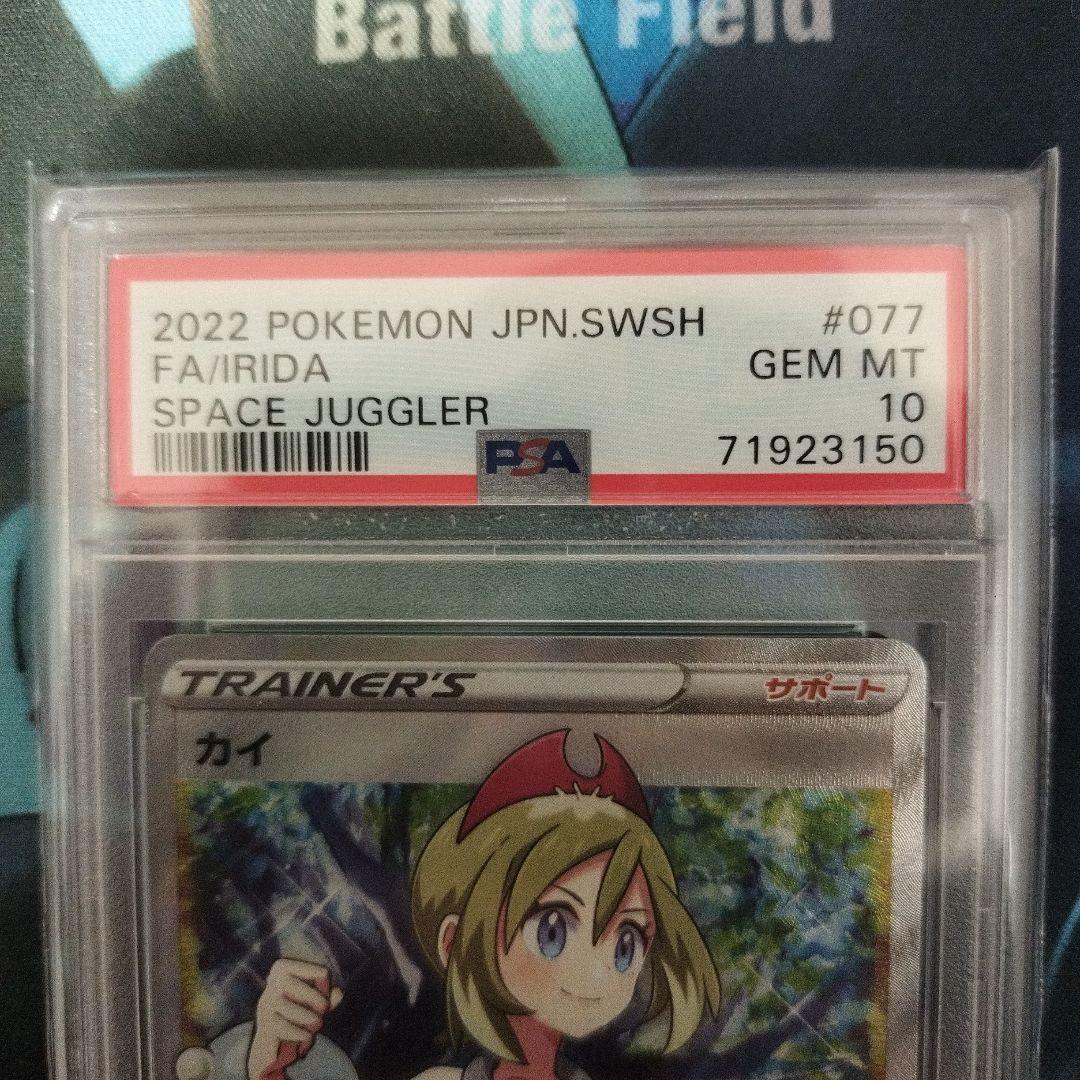 Battle Field
2022 POKEMON JPN.SWSH #077
FA/IRIDA GEM MT
SPACE JUGGLER 10
PSA 71923150
TRAINER'S サポート
カイ